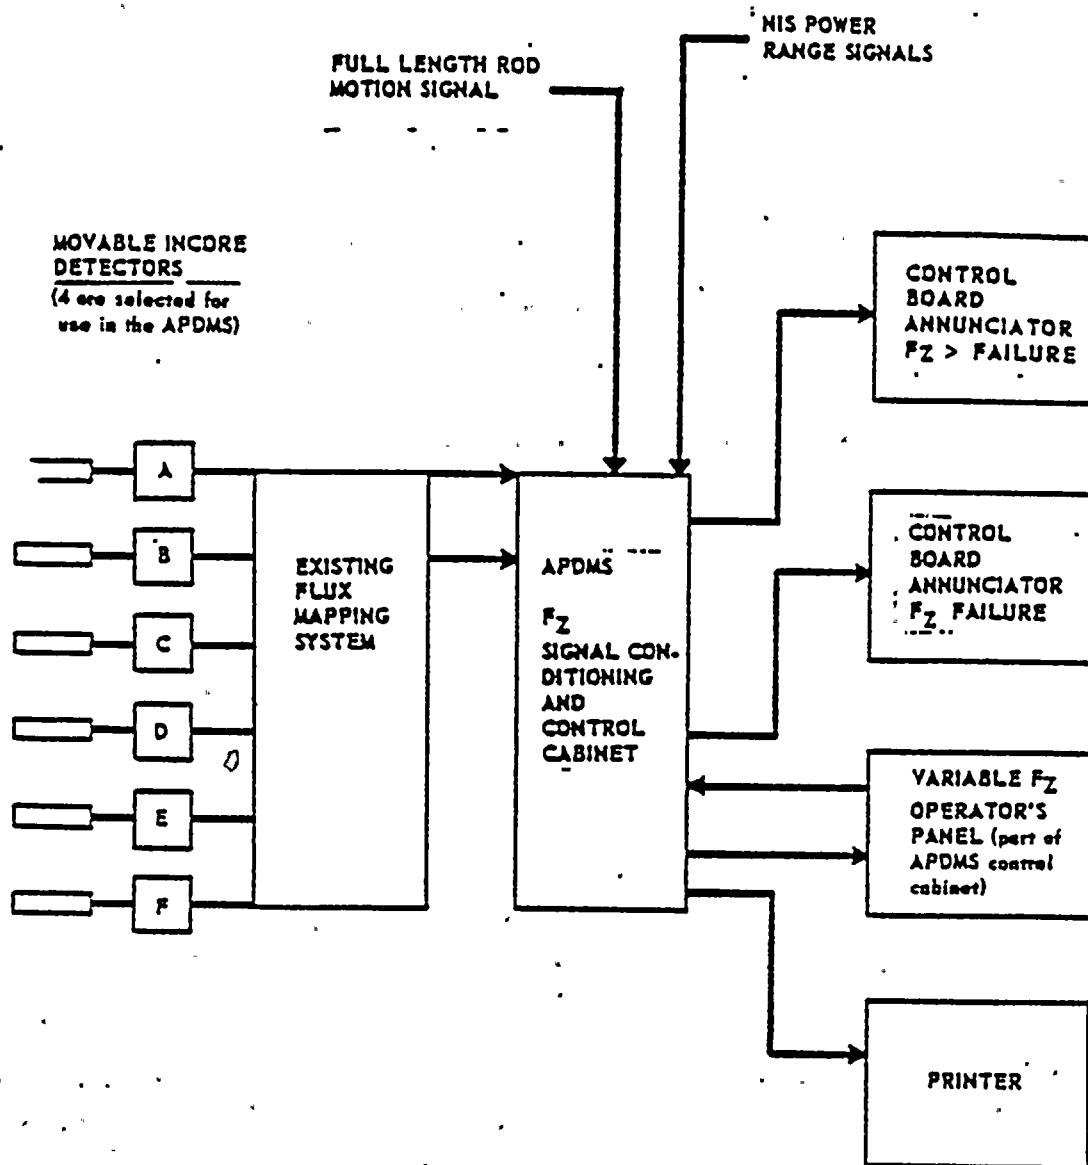 NIS POWER
RANGE SIGNALS
FULL LENGTH ROD
MOTION SIGNAL
MOVABLE INCORE
DETECTORS
(4 are selected for
use in the APDMS)
CONTROL
BOARD
ANNUNCIATOR
FZ > FAILURE
A
B
C
D
E
F
EXISTING
FLUX
MAPPING
SYSTEM
APDMS
FZ
SIGNAL CON-
DITIONING
AND
CONTROL
CABINET
CONTROL
BOARD
ANNUNCIATOR
FZ FAILURE
VARIABLE FZ
OPERATOR'S
PANEL (part of
APDMS control
cabinet)
PRINTER